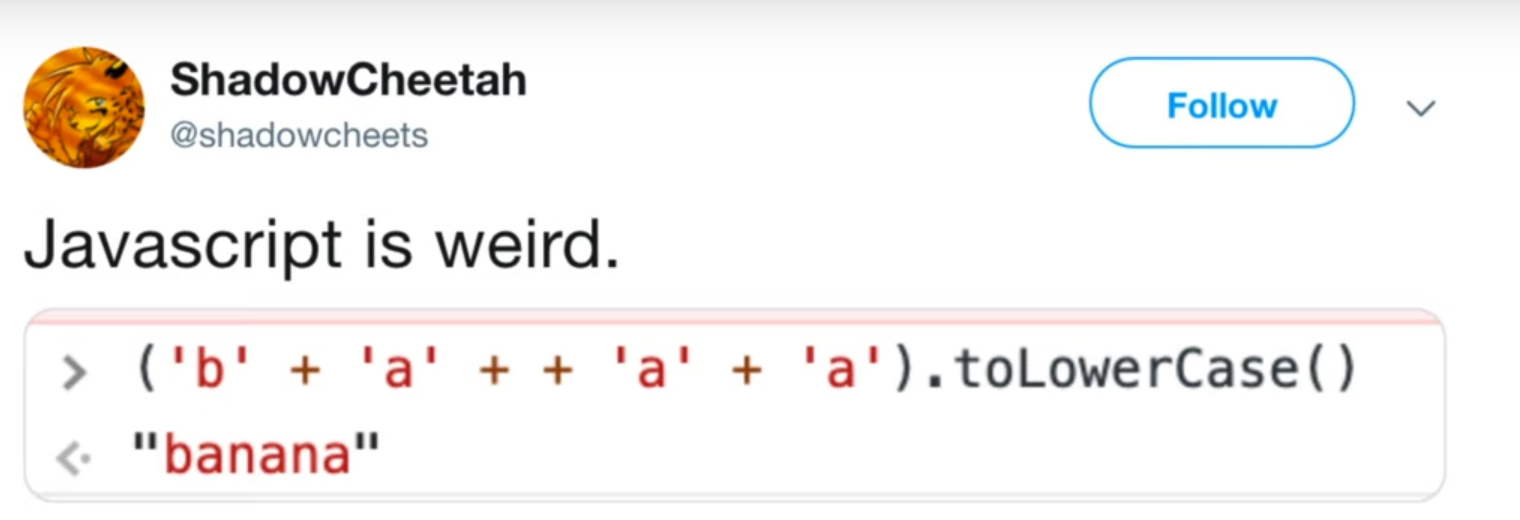 ShadowCheetah
@shadowcheets
Follow
Javascript is weird.
> ('b' + 'a' + + 'a' + 'a').toLowerCase()
<· "banana"